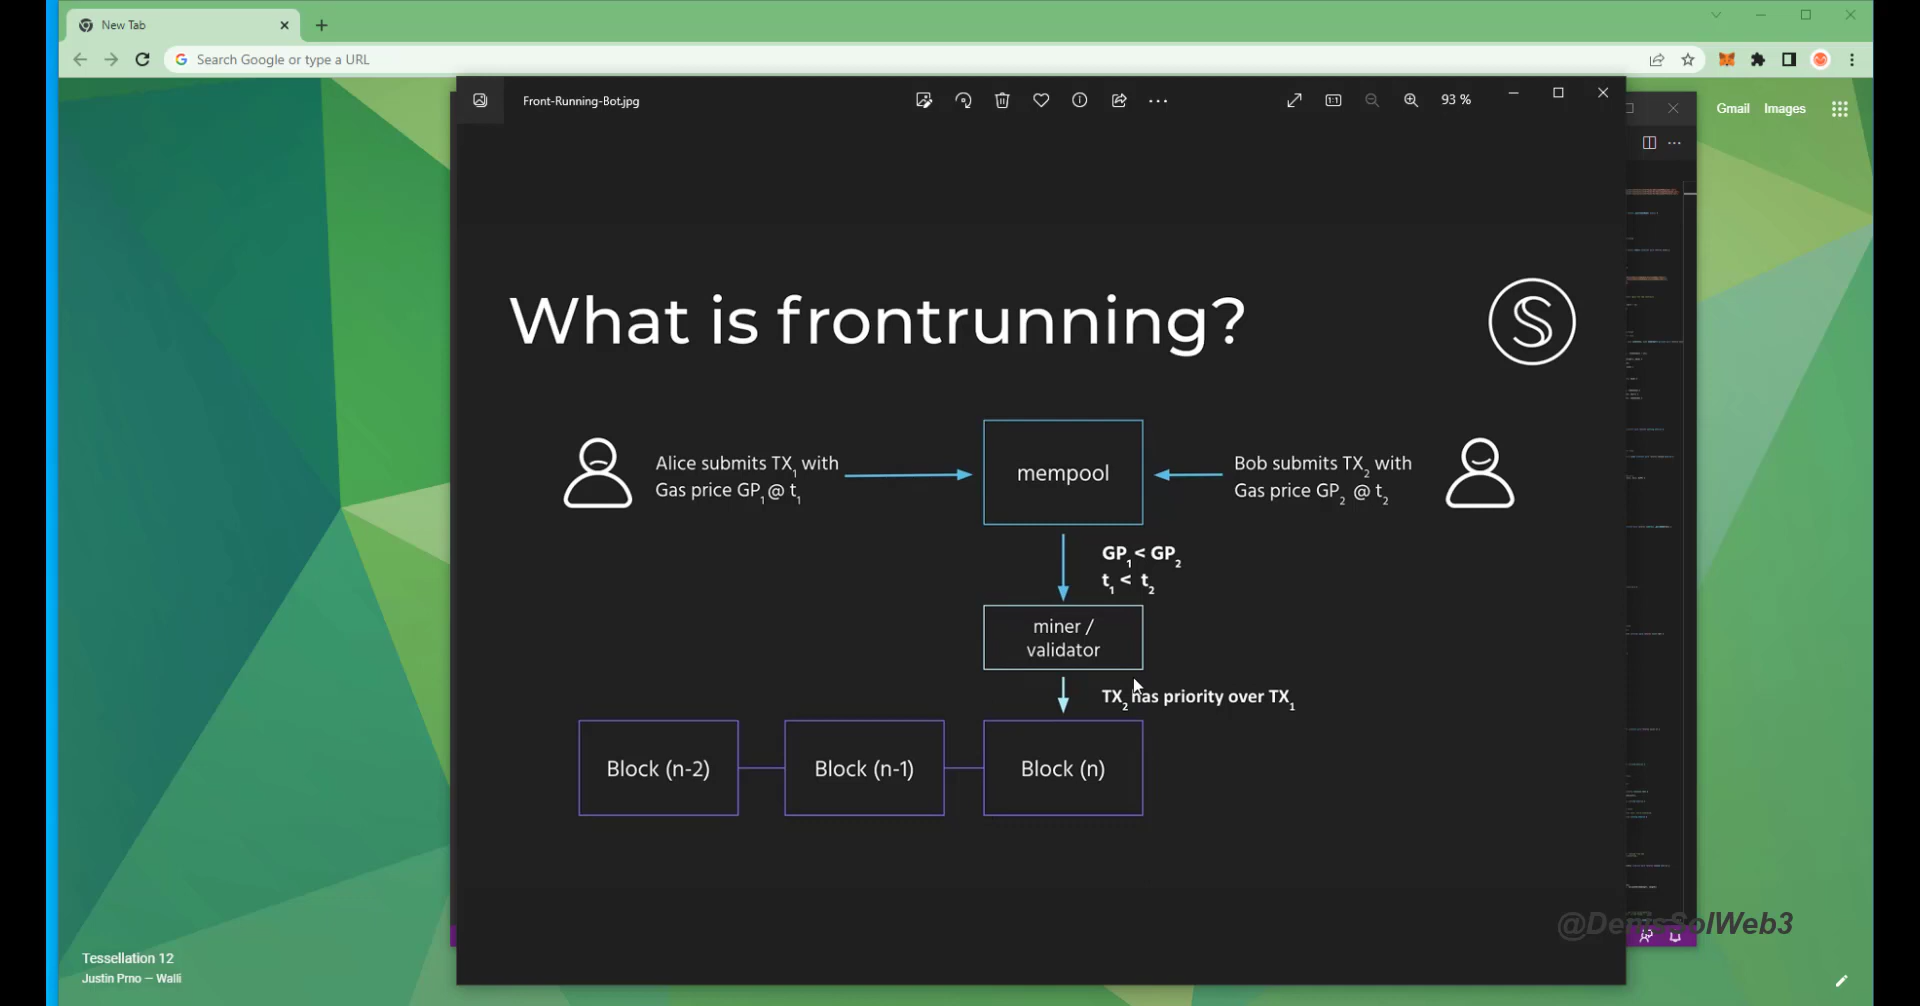 New Tab
Search Google or type a URL
Front-Running-Bot.jpg
93 %
Gmail Images
What is frontrunning?
S
Alice submits TX1 with
Gas price GP1 @ t1
mempool
Bob submits TX2 with
Gas price GP2 @ t2
GP1 < GP2
t1 < t2
miner /
validator
TX2 has priority over TX1
Block (n-2)
Block (n-1)
Block (n)
@DenisSolWeb3
Tessellation 12
Justin Prno — Walli